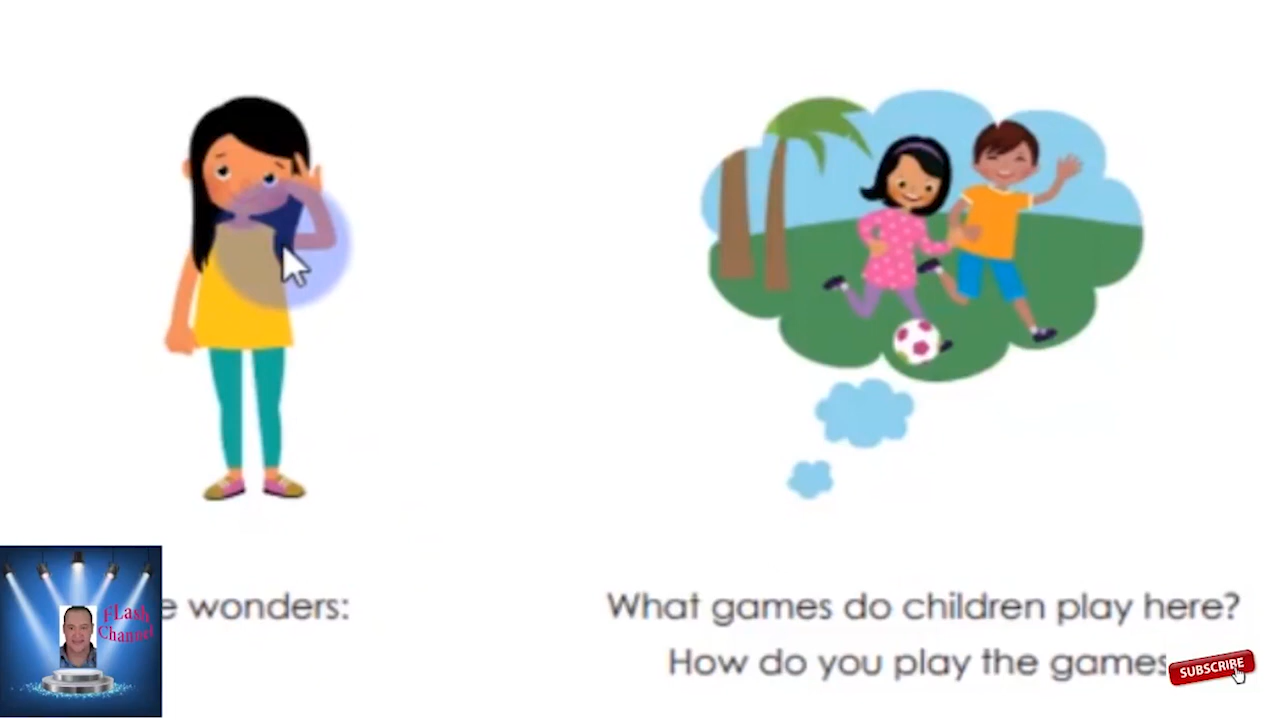 e wonders:
What games do children play here?
How do you play the games
FLash
Channel
SUBSCRIBE